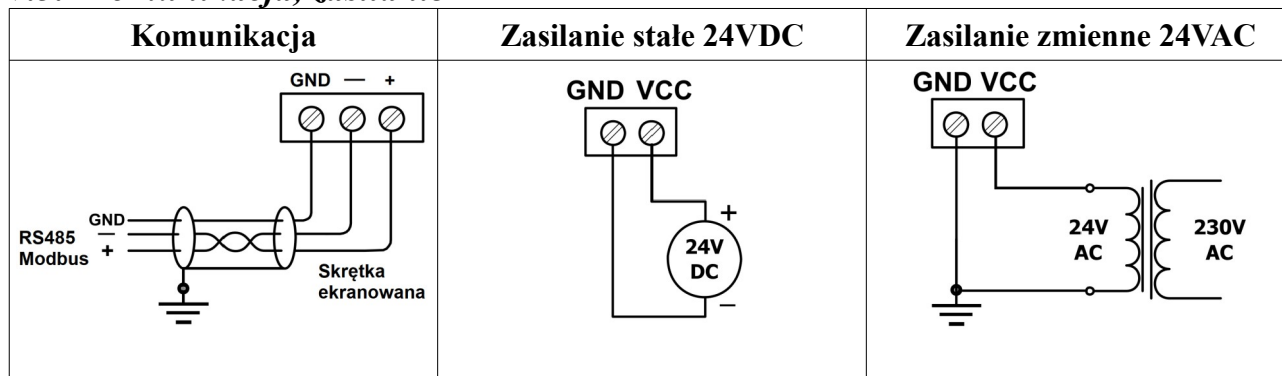 Komunikacja
Zasilanie stałe 24VDC
Zasilanie zmienne 24VAC
GND — +
RS485
Modbus
GND
—
+
Skrętka
ekranowana
GND VCC
+
24V
DC
—
GND VCC
24V
AC
230V
AC